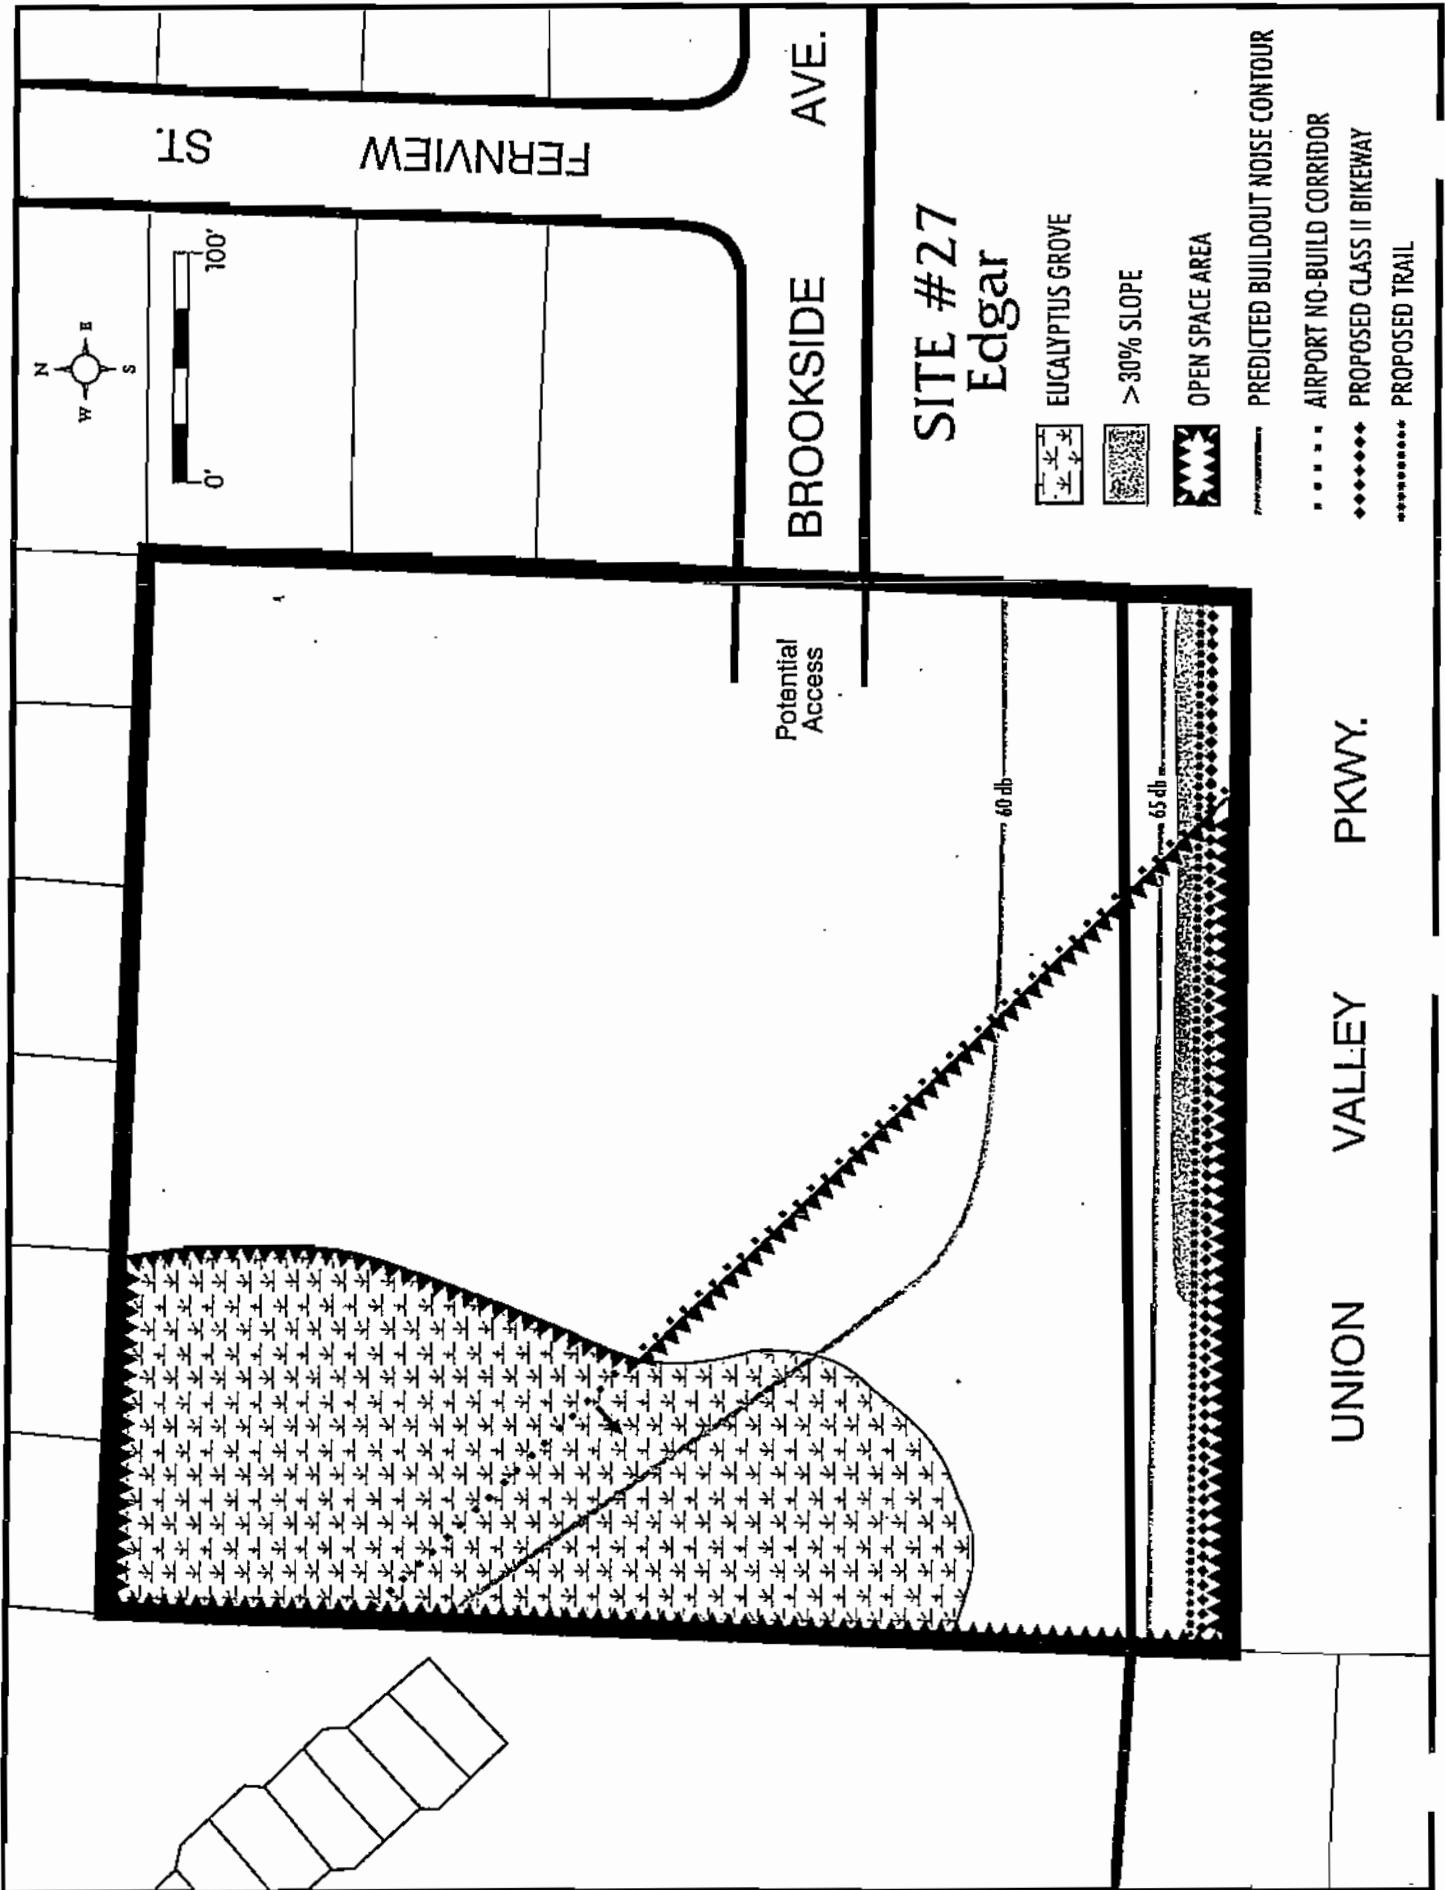 N
W E
S
0' 100'
FERNVIEW ST.
BROOKSIDE AVE.
Potential
Access
SITE #27
Edgar
EUCALYPTUS GROVE
>30% SLOPE
OPEN SPACE AREA
PREDICTED BUILDOUT NOISE CONTOUR
AIRPORT NO-BUILD CORRIDOR
PROPOSED CLASS II BIKEWAY
PROPOSED TRAIL
60 db
65 db
UNION VALLEY PKWY.